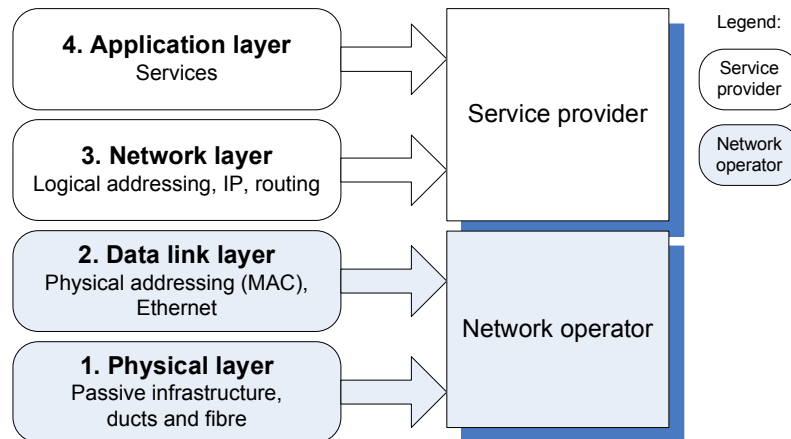 4. Application layer
Services
3. Network layer
Logical addressing, IP, routing
2. Data link layer
Physical addressing (MAC),
Ethernet
1. Physical layer
Passive infrastructure,
ducts and fibre
Service provider
Network operator
Legend:
Service
provider
Network
operator